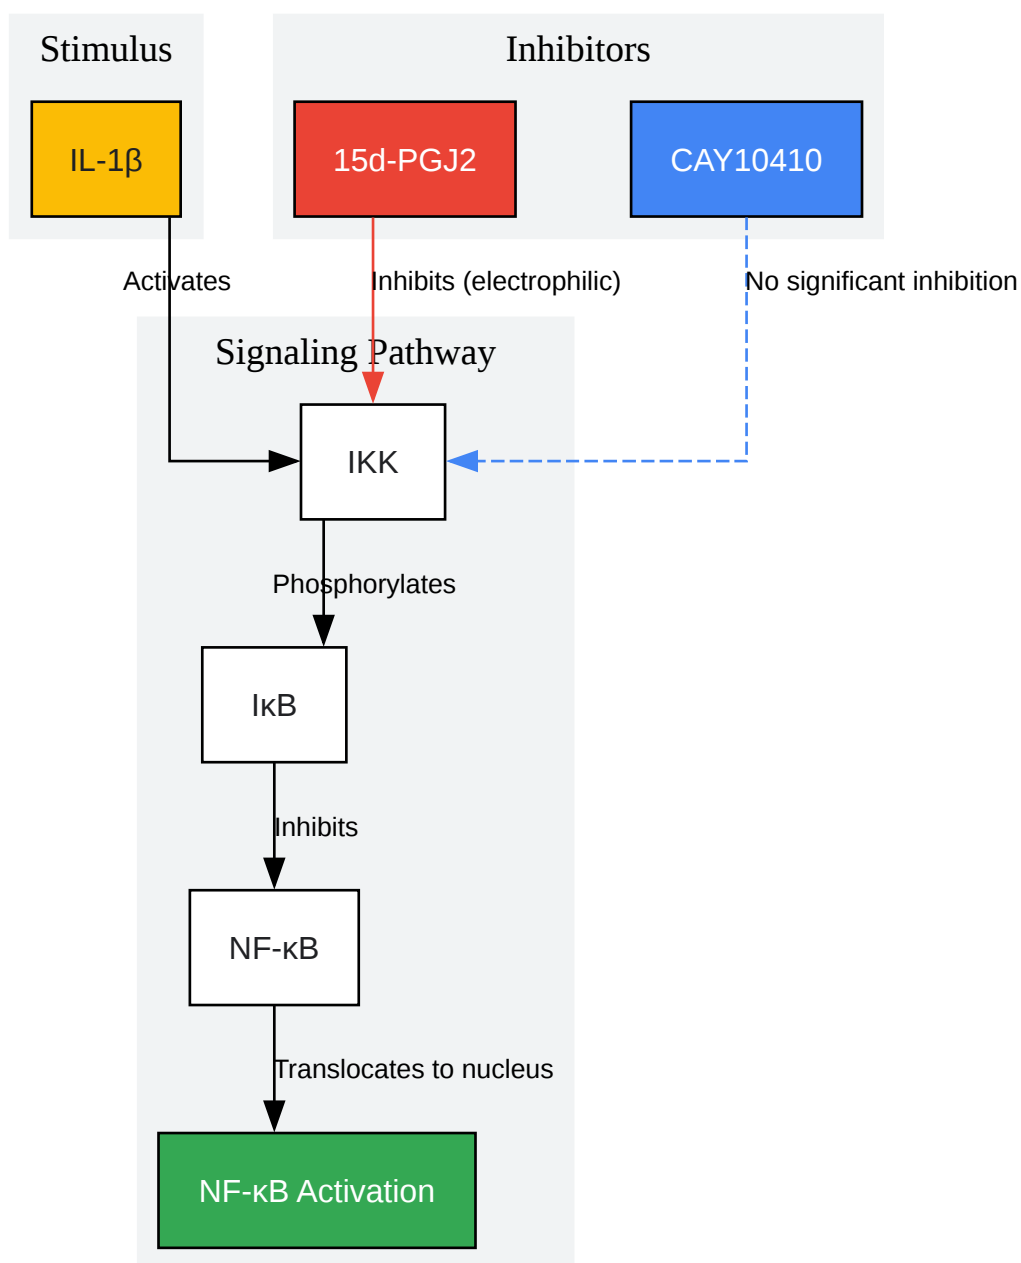 Stimulus
Inhibitors
IL-1β
15d-PGJ2
CAY10410
Activates
Inhibits (electrophilic)
No significant inhibition
Signaling Pathway
IKK
Phosphorylates
IκB
Inhibits
NF-κB
Translocates to nucleus
NF-κB Activation